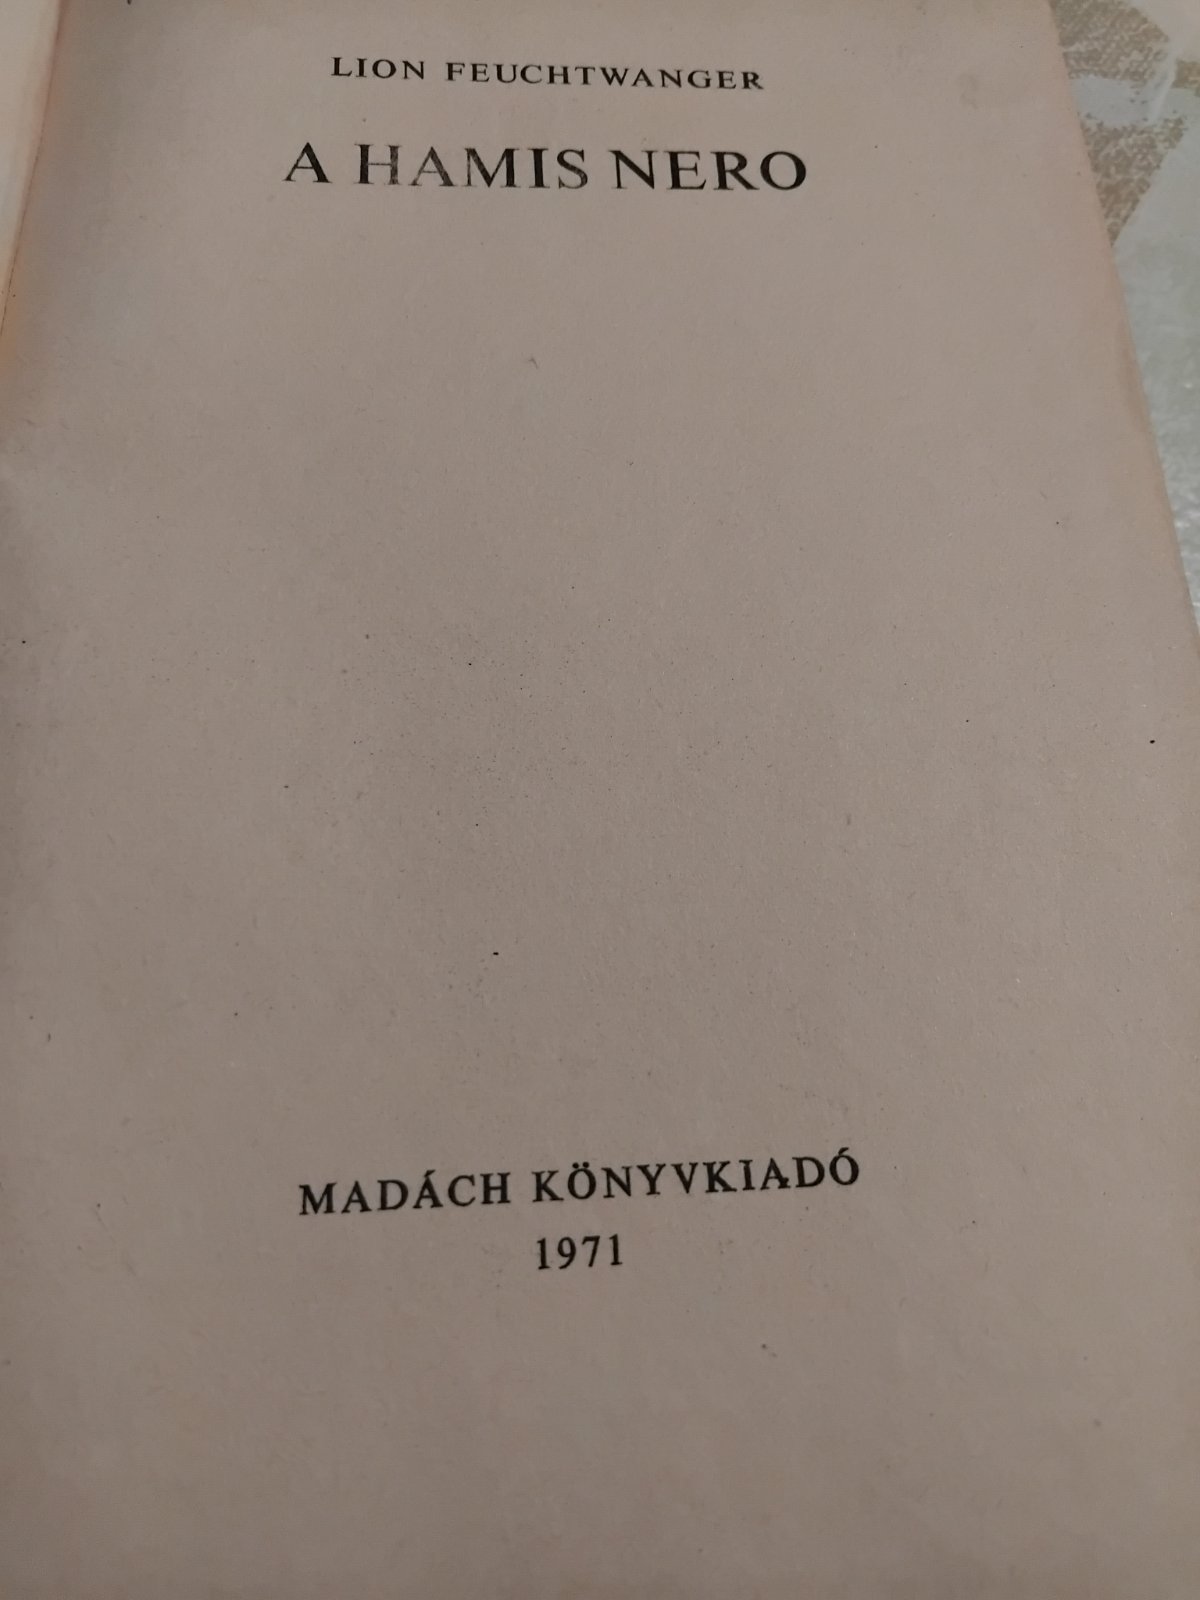 LION FEUCHTWANGER
A HAMIS NERO
MADÁCH KÖNYVKIADÓ
1971